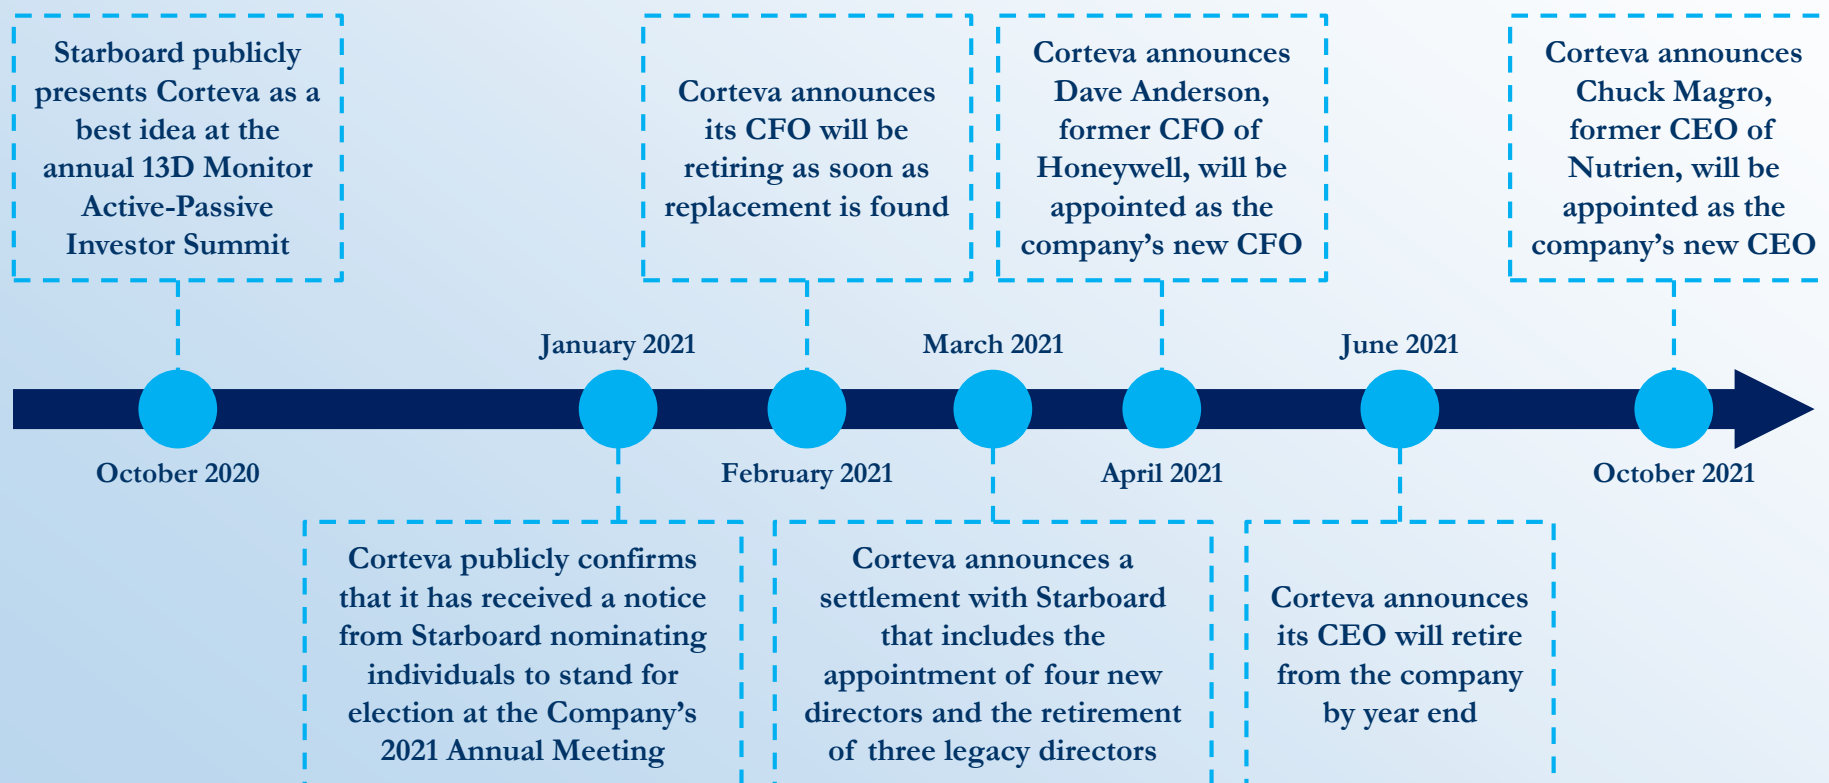 Starboard publicly
presents Corteva as a
best idea at the
annual 13D Monitor
Active-Passive
Investor Summit
Corteva announces
its CFO will be
retiring as soon as
replacement is found
Corteva announces
Dave Anderson,
former CFO of
Honeywell, will be
appointed as the
company's new CFO
Corteva announces
Chuck Magro,
former CEO of
Nutrien, will be
appointed as the
company's new CEO
January 2021
March 2021
June 2021
October 2020
February 2021
April 2021
October 2021
Corteva publicly confirms
that it has received a notice
from Starboard nominating
individuals to stand for
election at the Company's
2021 Annual Meeting
Corteva announces a
settlement with Starboard
that includes the
appointment of four new
directors and the retirement
of three legacy directors
Corteva announces
its CEO will retire
from the company
by year end